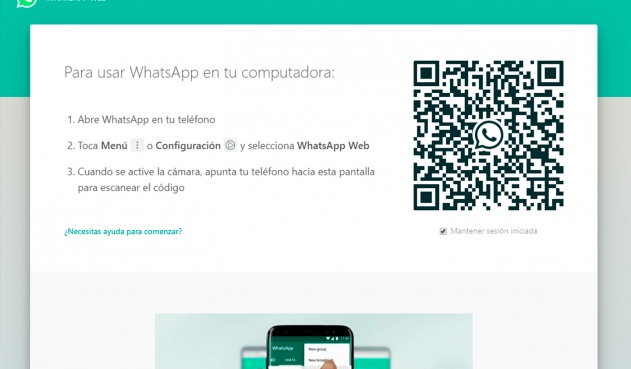 Para usar WhatsApp en tu computadora:
1. Abre WhatsApp en tu teléfono
2. Toca Menú o Configuración y selecciona WhatsApp Web
3. Cuando se active la cámara, apunta tu teléfono hacia esta pantalla
para escanear el código
¿Necesitas ayuda para comenzar?
Mantener sesión iniciada
WhatsApp
New group
New broadcast
CHATS